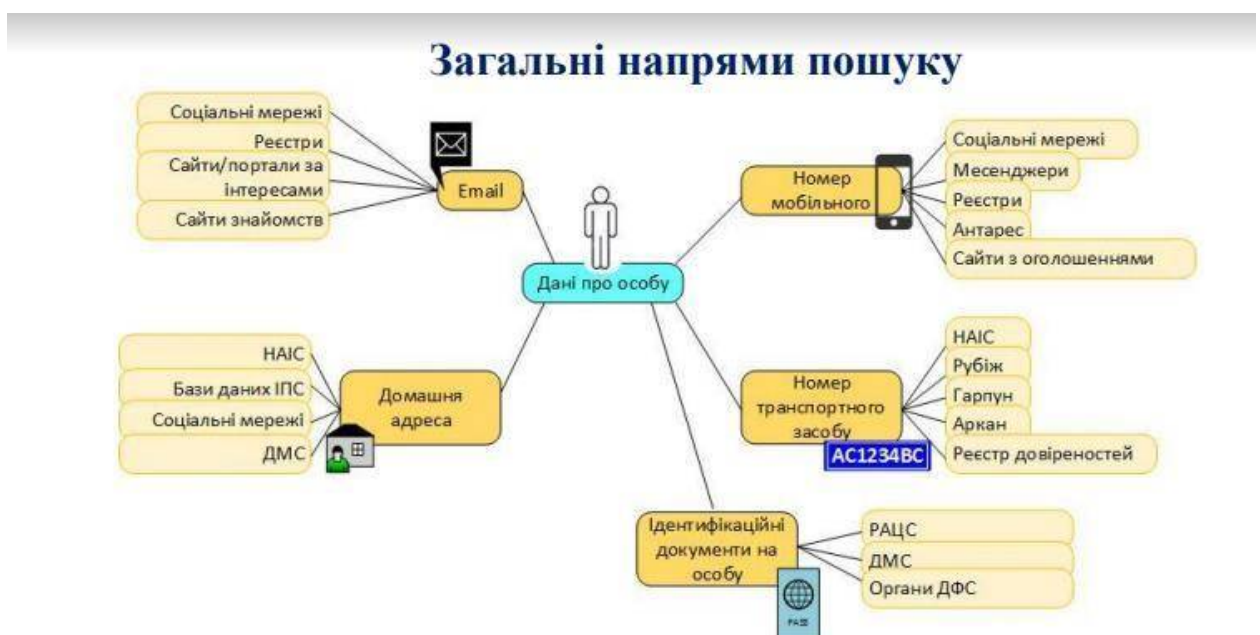 Загальні напрями пошуку
Соціальні мережі
Реєстри
Сайти/портали за
інтересами
Сайти знайомств
Email
Номер
мобільного
Соціальні мережі
Месенджери
Реєстри
Антарес
Сайти з оголошеннями
Дані про особу
НАІС
Бази даних ІПС
Соціальні мережі
ДМС
Домашня
адреса
Номер
транспортного
засобу
AC1234BC
НАІС
Рубіж
Гарпун
Аркан
Реєстр довіреностей
Ідентифікаційні
документи на
особу
PASS
РАЦС
ДМС
Органи ДФС